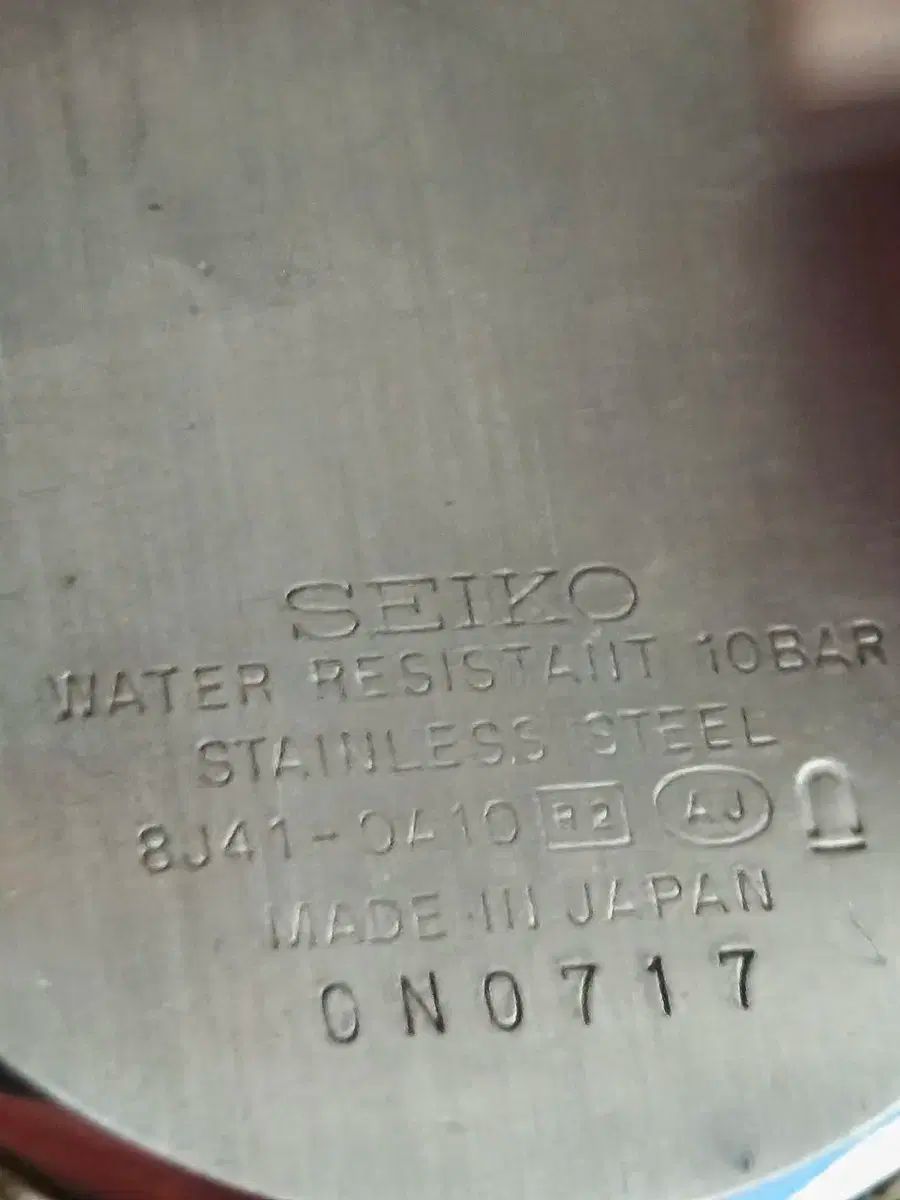 SEIKO
WATER RESISTANT 10BAR
STAINLESS STEEL
8J41-0A10 R2 AJ
MADE IN JAPAN
0N0717